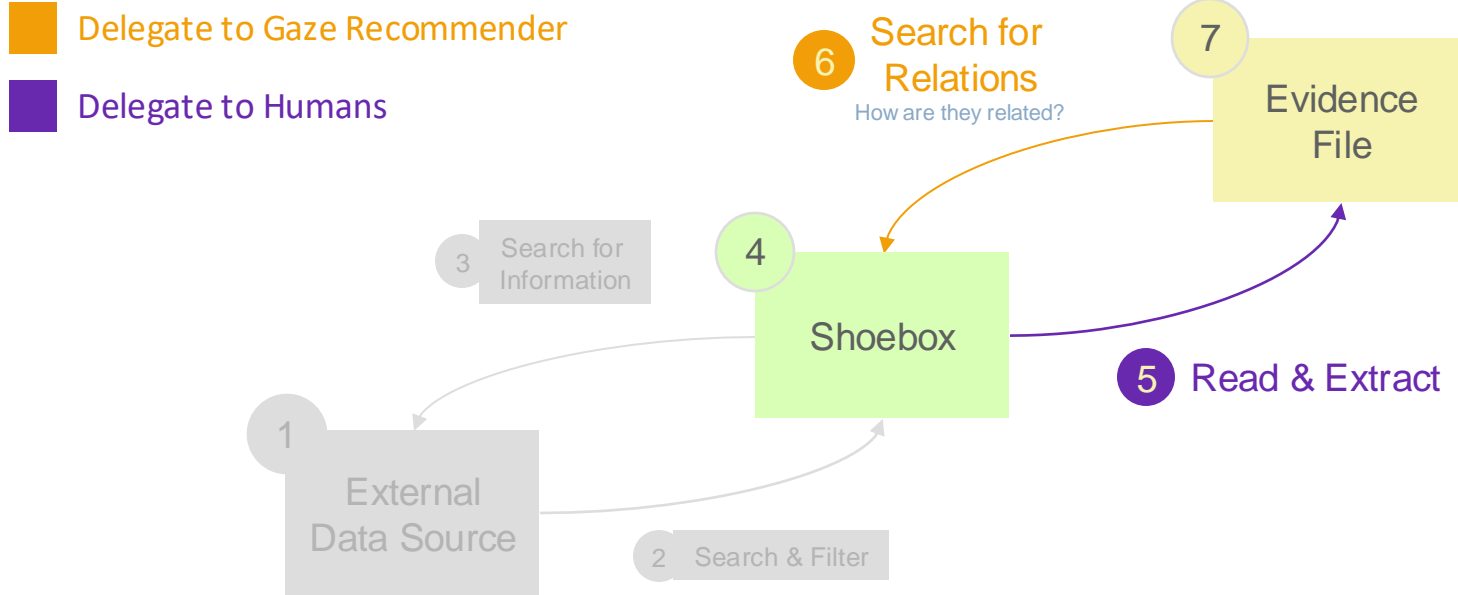 Delegate to Gaze Recommender
Delegate to Humans
6
Search for
Relations
How are they related?
7
Evidence
File
3
Search for
Information
4
Shoebox
5
Read & Extract
1
External
Data Source
2
Search & Filter